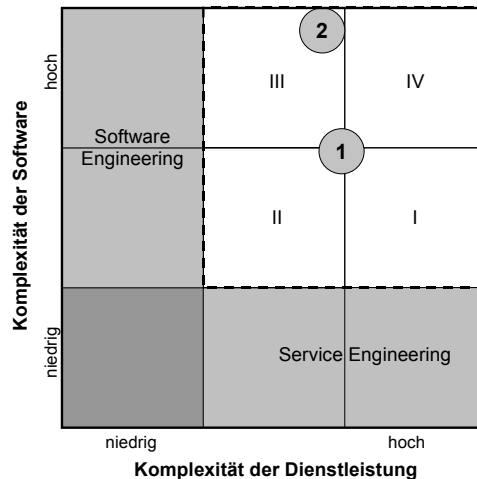 2
hoch
III
IV
Software
Engineering
1
Komplexität der Software
II
I
niedrig
Service Engineering
niedrig
hoch
Komplexität der Dienstleistung